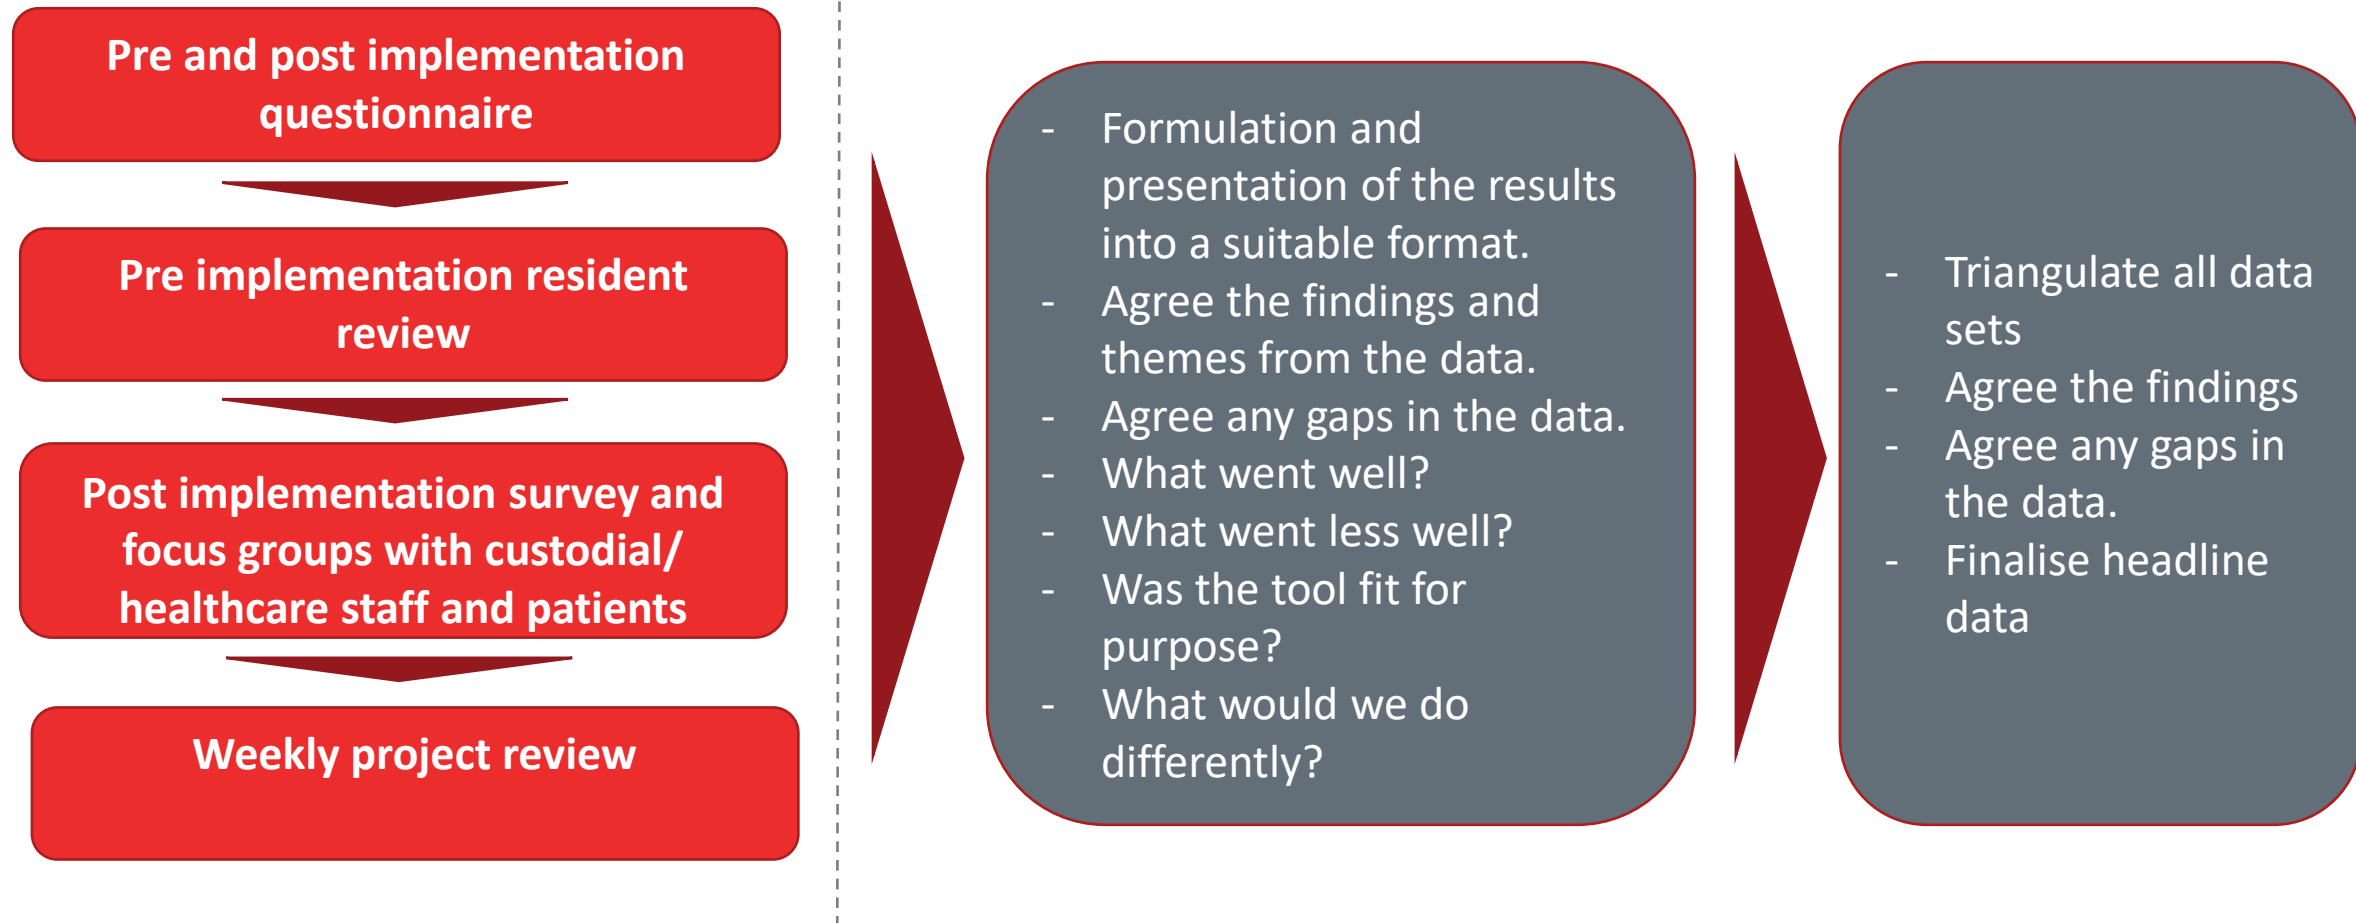 Pre and post implementation
questionnaire
Pre implementation resident
review
Post implementation survey and
focus groups with custodial/
healthcare staff and patients
Weekly project review
- Formulation and
presentation of the results
into a suitable format.
- Agree the findings and
themes from the data.
- Agree any gaps in the data.
- What went well?
- What went less well?
- Was the tool fit for
purpose?
- What would we do
differently?
- Triangulate all data
sets
- Agree the findings
- Agree any gaps in
the data.
- Finalise headline
data